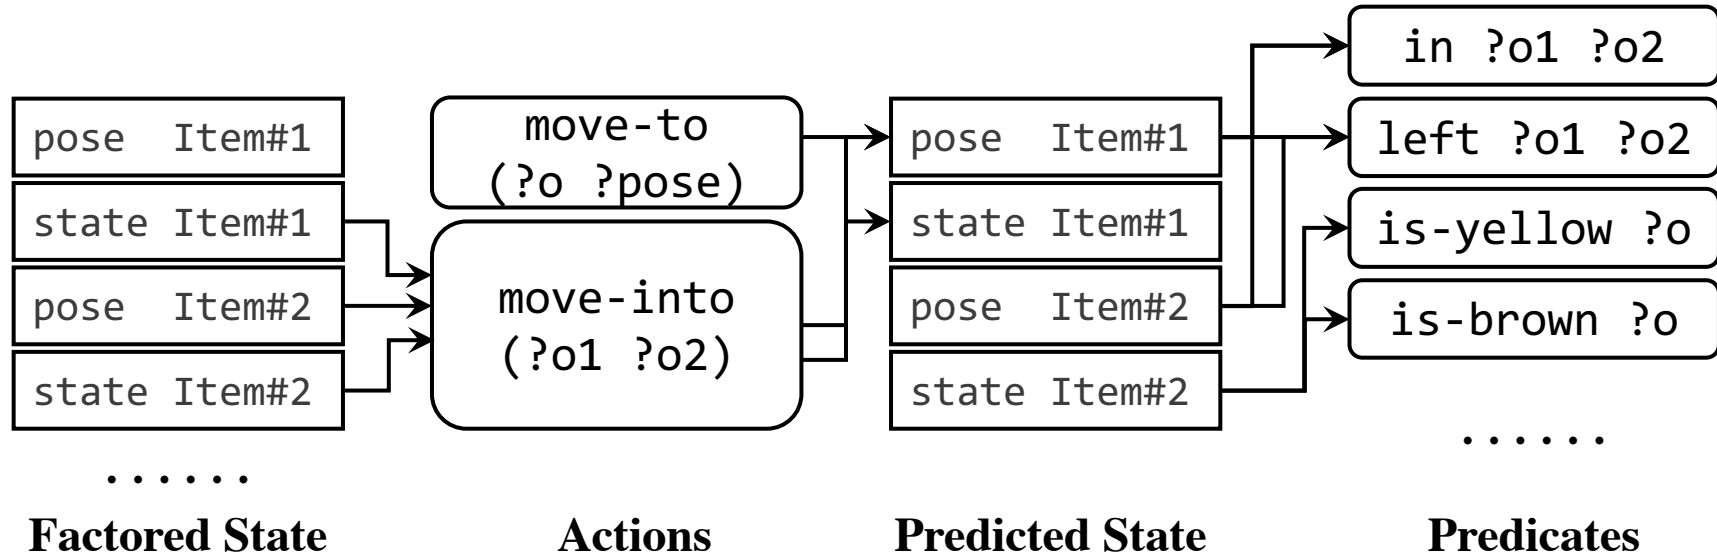 pose Item#1
state Item#1
pose Item#2
state Item#2
......
Factored State
move-to
(?o ?pose)
move-into
(?o1 ?o2)
Actions
pose Item#1
state Item#1
pose Item#2
state Item#2
Predicted State
in ?o1 ?o2
left ?o1 ?o2
is-yellow ?o
is-brown ?o
......
Predicates